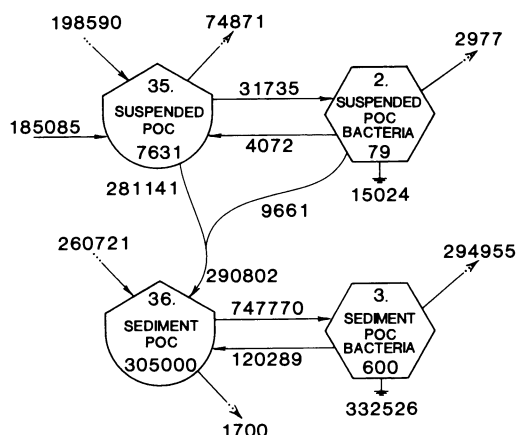 198590
74871
2977
35.
SUSPENDED
POC
7631
31735
2.
SUSPENDED
POC
BACTERIA
79
185085
4072
15024
281141
9661
260721
290802
294955
36.
SEDIMENT
POC
305000
747770
3.
SEDIMENT
POC
BACTERIA
600
120289
332526
1700